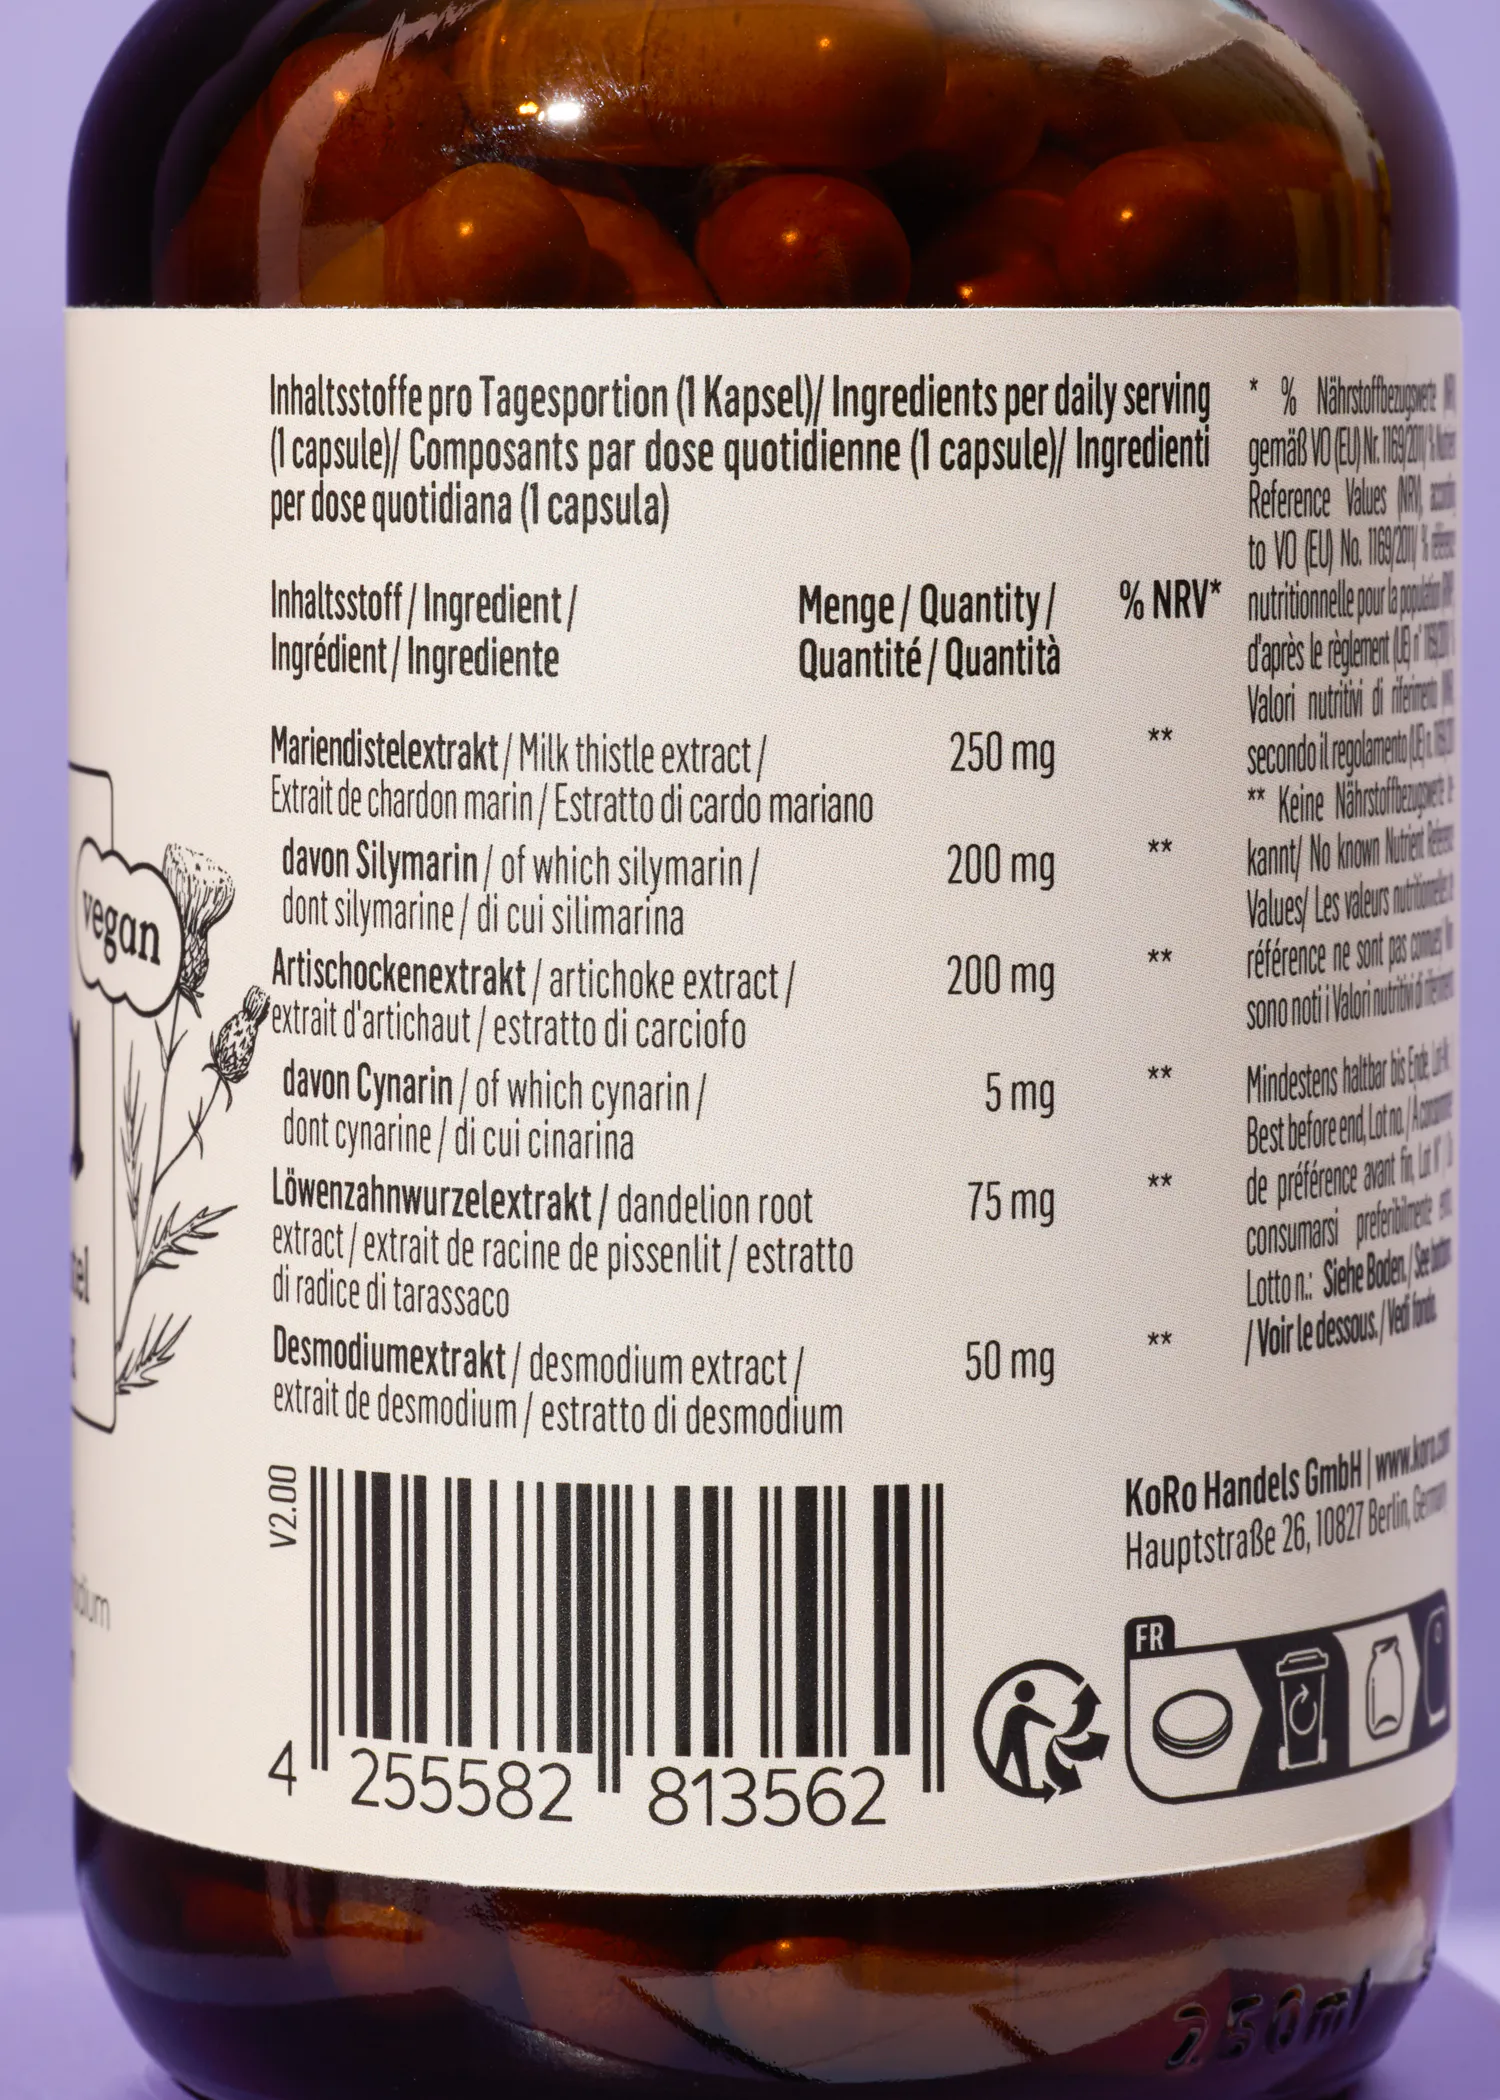 Inhaltsstoffe pro Tagesportion (1 Kapsel)/ Ingredients per daily serving
(1 capsule)/ Composants par dose quotidienne (1 capsule)/ Ingredienti
per dose quotidiana (1 capsula)
Inhaltsstoff / Ingredient /
Ingrédient / Ingrediente
Menge / Quantity /
Quantité / Quantità
% NRV*
Mariendistelextrakt / Milk thistle extract / 250 mg **
Extrait de chardon marin / Estratto di cardo mariano
davon Silymarin / of which silymarin / 200 mg **
dont silymarine / di cui silimarina
Artischockenextrakt / artichoke extract / 200 mg **
extrait d'artichaut / estratto di carciofo
davon Cynarin / of which cynarin / 5 mg **
dont cynarine / di cui cinarina
Löwenzahnwurzelextrakt / dandelion root 75 mg **
extract / extrait de racine de pissenlit / estratto
di radice di tarassaco
Desmodiumextrakt / desmodium extract / 50 mg **
extrait de desmodium / estratto di desmodium
* % Nährstoffbezugswerte
gemäß VO (EU) Nr. 1169/2011/ %
Reference Values (NRV),
to VO (EU) No. 1169/2011/ %
nutritionnelle pour la population
d'après le règlement (UE) n°
Valori nutritivi di riferimento
secondo il regolamento (UE) n.
** Keine Nährstoffbezugswerte be-
kannt/ No known Nutrient
Values/ Les valeurs nutritionnelles
référence ne sont pas connues/
sono noti i Valori nutritivi di
Mindestens haltbar bis Ende,
Best before end, Lot no. /
de préférence avant fin, Lot
consumarsi preferibilmente
Lotto n.: Siehe Boden. / See bottom
/ Voir le dessous. / Vedi fondo.
vegan
V2.00
4 255582 813562
KoRo Handels GmbH | www.koro.com
Hauptstraße 26, 10827 Berlin, Germany
FR
250ml